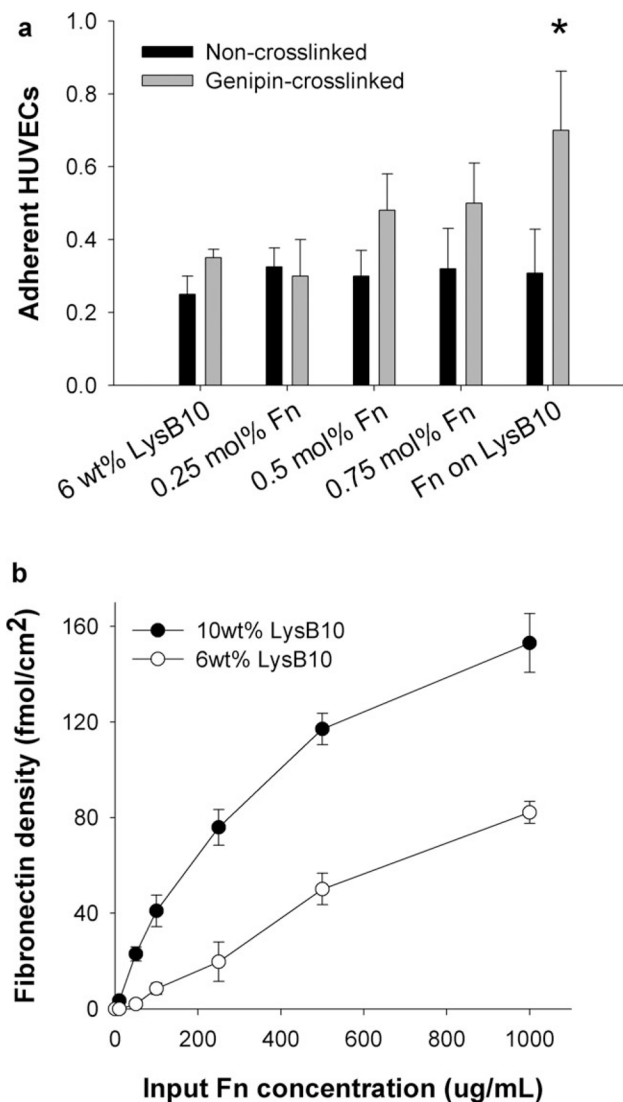 a
Adherent HUVECs
1.0
0.8
0.6
0.4
0.2
0.0
Non-crosslinked
Genipin-crosslinked
*
6 wt% LysB10
0.25 mol% Fn
0.5 mol% Fn
0.75 mol% Fn
Fn on LysB10
b
Fibronectin density (fmol/cm²)
160
120
80
40
0
10wt% LysB10
6wt% LysB10
0
200
400
600
800
1000
Input Fn concentration (ug/mL)